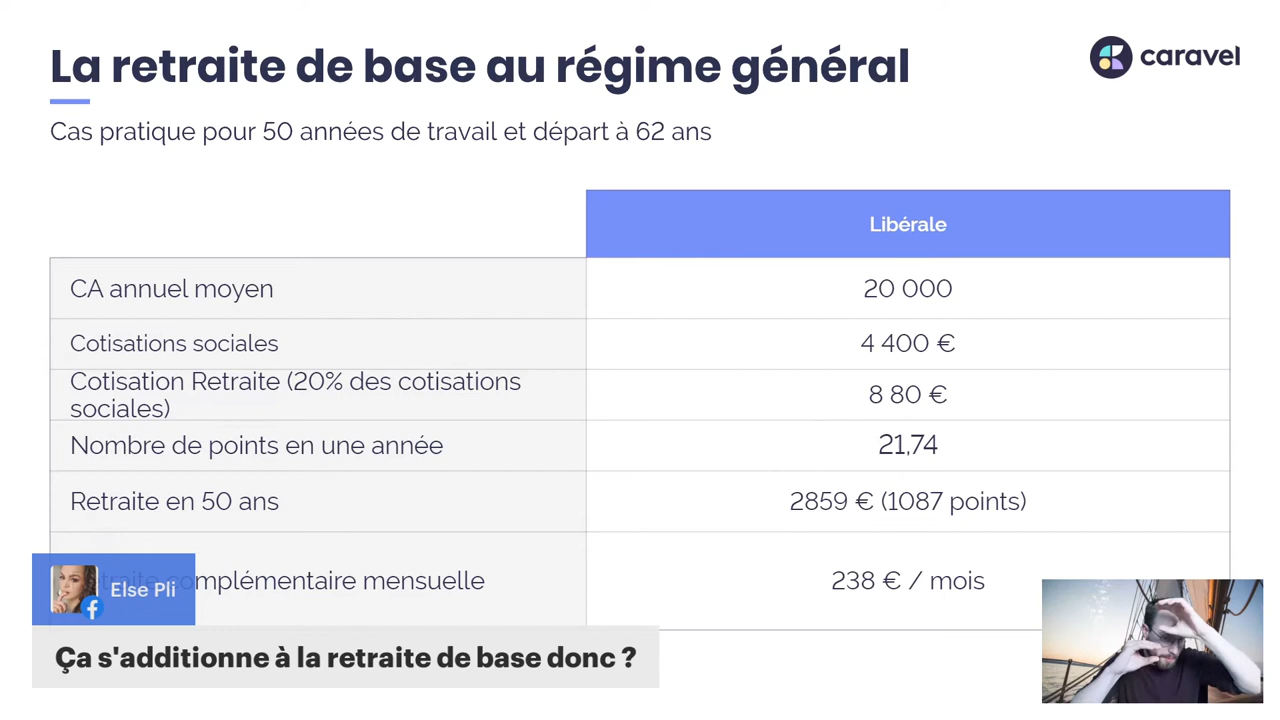 La retraite de base au régime général
caravel
Cas pratique pour 50 années de travail et départ à 62 ans
Libérale
CA annuel moyen
20 000
Cotisations sociales
4 400 €
Cotisation Retraite (20% des cotisations
sociales)
8 80 €
Nombre de points en une année
21,74
Retraite en 50 ans
2859 € (1087 points)
complémentaire mensuelle
238 € / mois
Else Pli
Ça s'additionne à la retraite de base donc ?